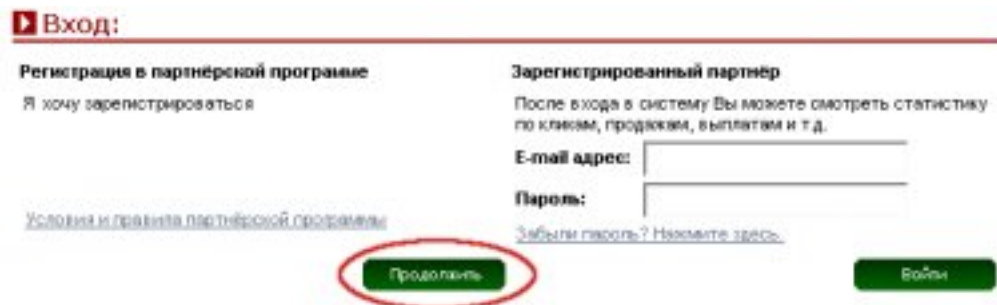 Вход:
Регистрация в партнёрской программе
Я хочу зарегистрироваться
Условия и правила партнёрской программы
Продолжить
Зарегистрированный партнёр
После входа в систему Вы можете смотреть статистику
по кликам, продажам, выплатам и т.д.
E-mail адрес:
Пароль:
Забыли пароль? Нажмите здесь.
Войти